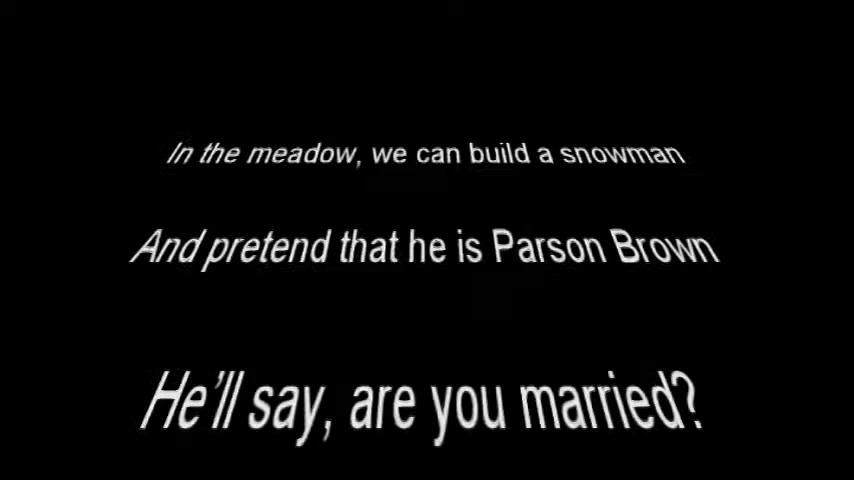 In the meadow, we can build a snowman
And pretend that he is Parson Brown
He'll say, are you married?